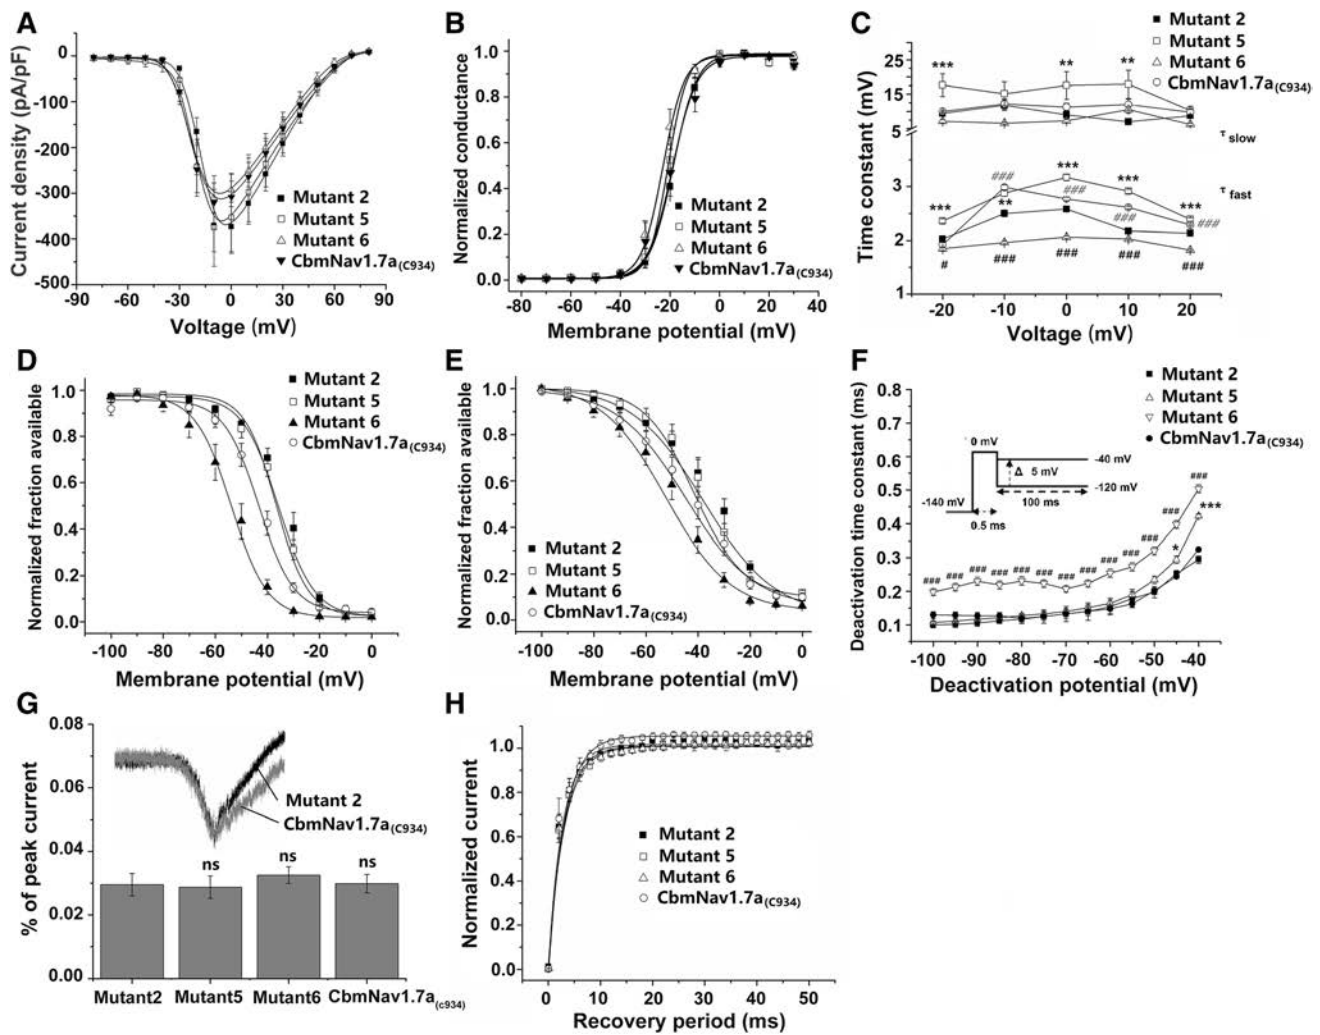 A
0
-100
-200
-300
-400
-500
Current density (pA/pF)
-90 -60 -30 0 30 60 90
Voltage (mV)
Mutant 2
Mutant 5
Mutant 6
CbmNav1.7a(C934)
B
1.0
0.8
0.6
0.4
0.2
0.0
Normalized conductance
-80 -60 -40 -20 0 20 40
Membrane potential (mV)
Mutant 2
Mutant 5
Mutant 6
CbmNav1.7a(C934)
C
Mutant 2
Mutant 5
Mutant 6
CbmNav1.7a(C934)
25
15
5
3
2
1
Time constant (mV)
*** ** **
τ slow
τ fast
### *** ***
*** ** ### ### *** ###
# ### ### ### ###
-20 -10 0 10 20
Voltage (mV)
D
Mutant 2
Mutant 5
Mutant 6
CbmNav1.7a(C934)
1.0
0.8
0.6
0.4
0.2
0.0
Normalized fraction available
-100 -80 -60 -40 -20 0
Membrane potential (mV)
E
1.0
0.8
0.6
0.4
0.2
0.0
Normalized fraction available
Mutant 2
Mutant 5
Mutant 6
CbmNav1.7a(C934)
-100 -80 -60 -40 -20 0
Membrane potential (mV)
F
Mutant 2
Mutant 5
Mutant 6
CbmNav1.7a(C934)
0.8
0.7
0.6
0.5
0.4
0.3
0.2
0.1
Deactivation time constant (ms)
0 mV
-40 mV
Δ 5 mV
-120 mV
-140 mV
100 ms
0.5 ms
### ### ### ### ### ### ### ### ### ### ### ### ###
* ***
-100 -90 -80 -70 -60 -50 -40
Deactivation potential (mV)
G
0.08
0.06
0.04
0.02
0.00
% of peak current
Mutant 2
CbmNav1.7a(C934)
ns ns ns
Mutant2 Mutant5 Mutant6 CbmNav1.7a(c934)
H
1.0
0.8
0.6
0.4
0.2
0.0
Normalized current
Mutant 2
Mutant 5
Mutant 6
CbmNav1.7a(C934)
0 10 20 30 40 50
Recovery period (ms)